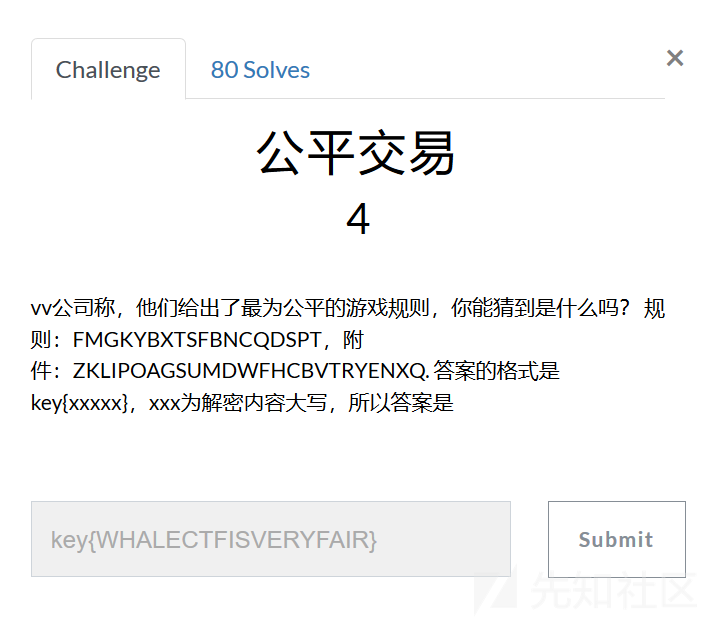 Challenge
80 Solves
×
公平交易
4
vv公司称，他们给出了最为公平的游戏规则，你能猜到是什么吗？ 规
则：FMGKYBXTSFBNCQDSPT，附
件：ZKLIPOAGSUMDWFHCBVTRYENXQ. 答案的格式是
key{xxxxx}，xxx为解密内容大写，所以答案是
key{WHALECTFISVERYFAIR}
Submit
先知社区